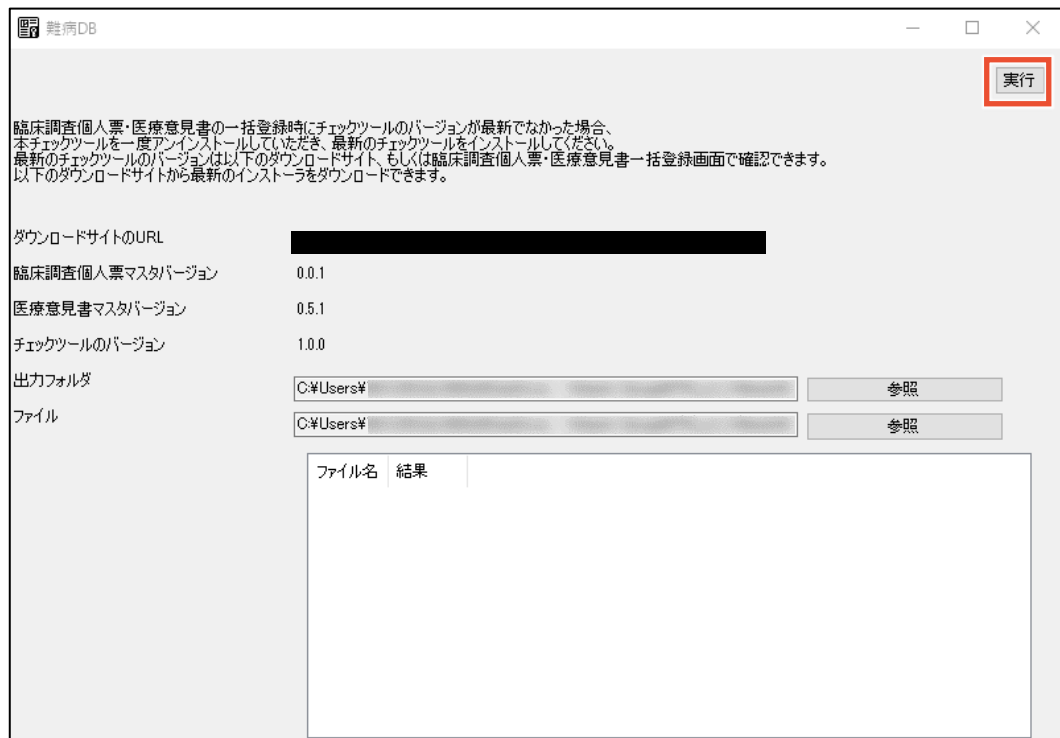 難病DB
実行
臨床調査個人票・医療意見書の一括登録時にチェックツールのバージョンが最新でなかった場合、
本チェックツールを一度アンインストールしていただき、最新のチェックツールをインストールしてください。
最新のチェックツールのバージョンは以下のダウンロードサイト、もしくは臨床調査個人票・医療意見書一括登録画面で確認できます。
以下のダウンロードサイトから最新のインストーラをダウンロードできます。
ダウンロードサイトのURL
臨床調査個人票マスタバージョン 0.0.1
医療意見書マスタバージョン 0.5.1
チェックツールのバージョン 1.0.0
出力フォルダ C:¥Users¥ 参照
ファイル C:¥Users¥ 参照
ファイル名 結果